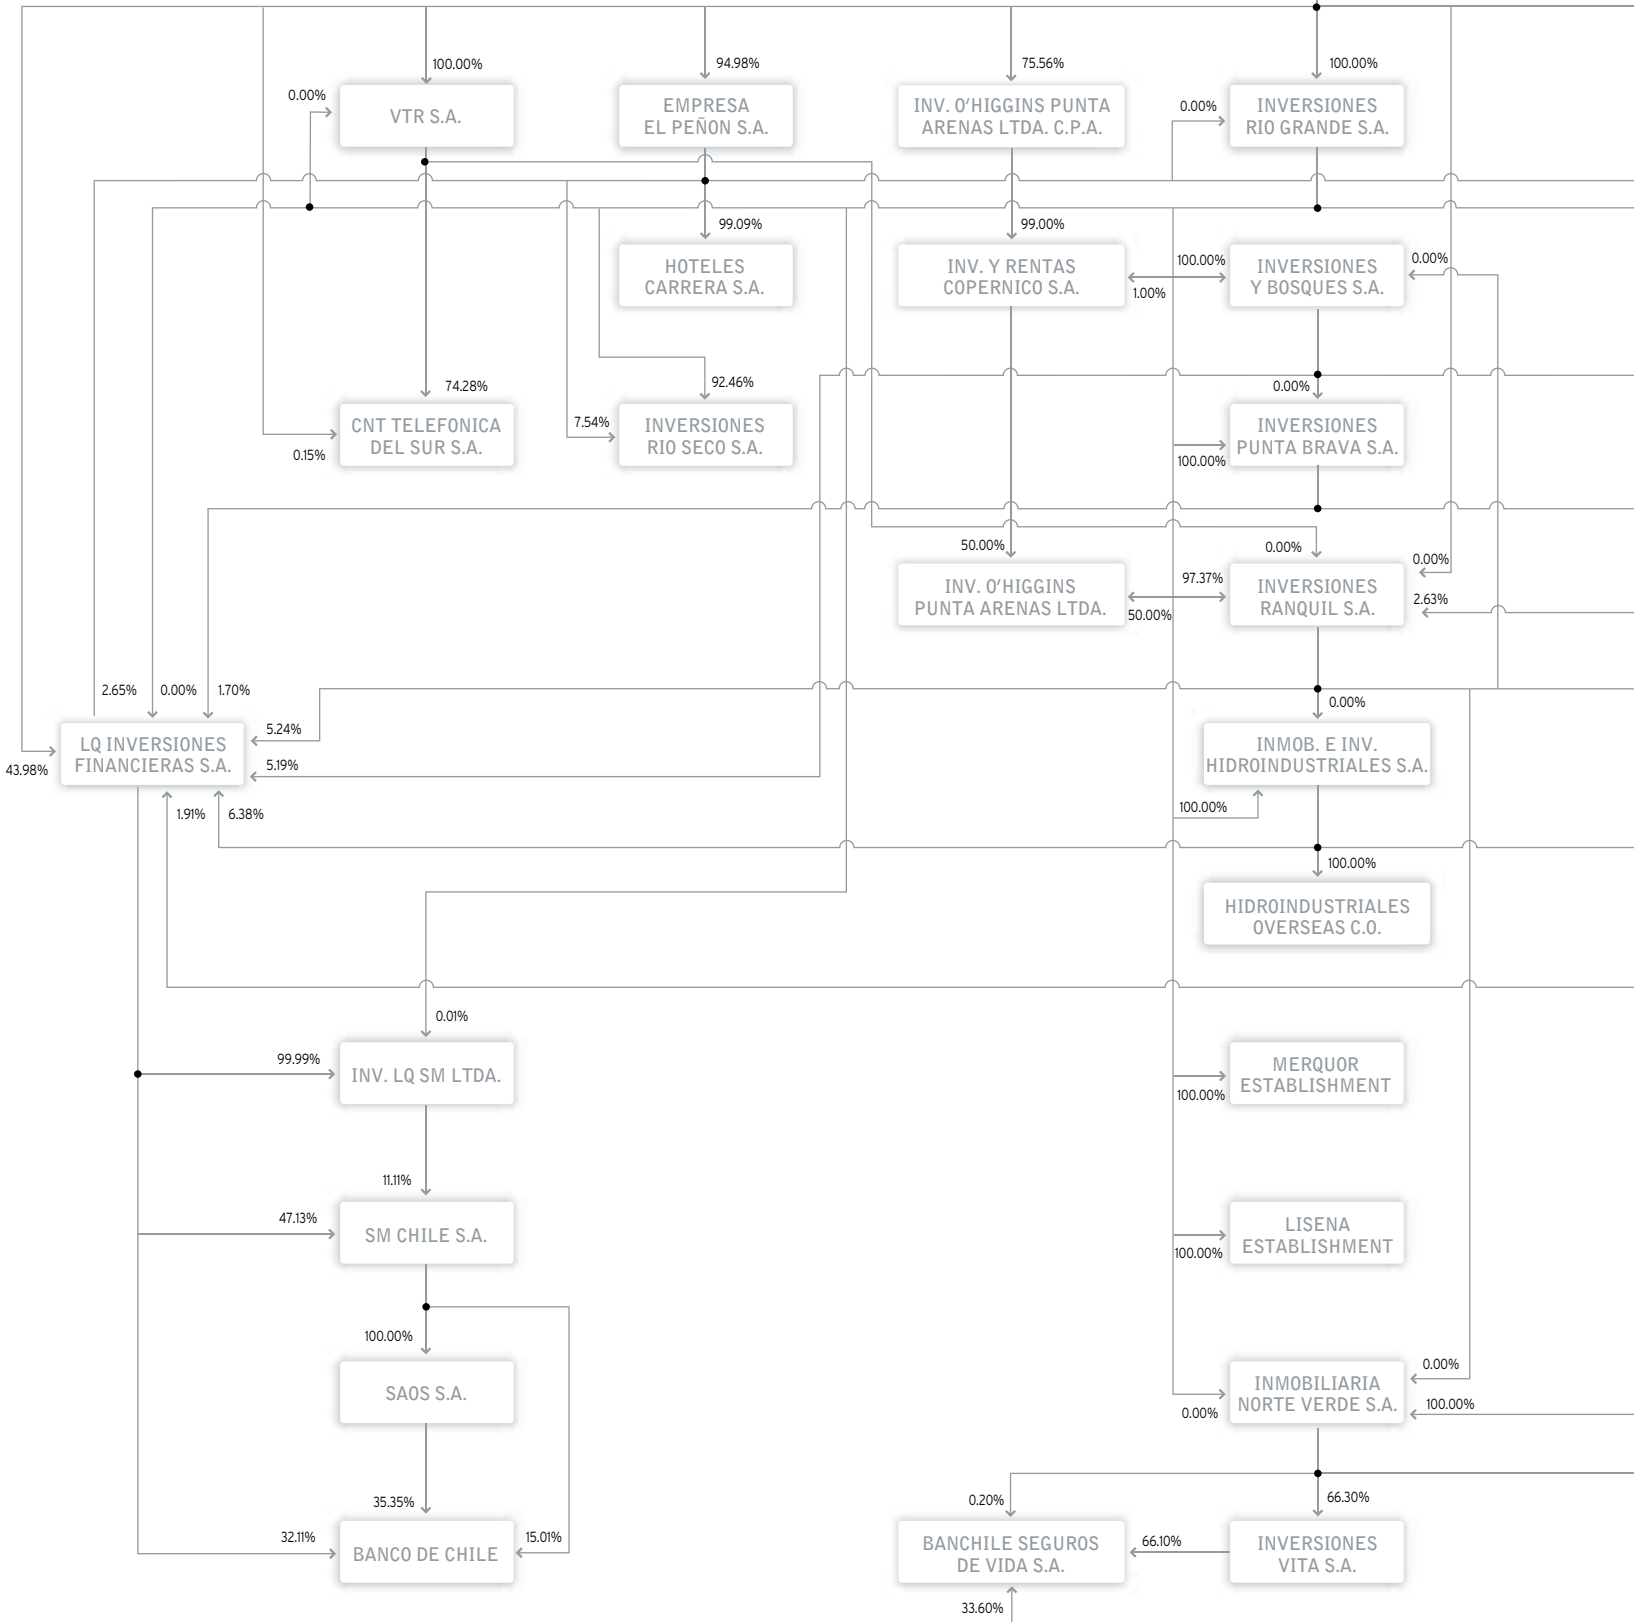 100.00%
94.98%
75.56%
100.00%
0.00%
0.00%
VTR S.A.
EMPRESA
EL PEÑON S.A.
INV. O'HIGGINS PUNTA
ARENAS LTDA. C.P.A.
INVERSIONES
RIO GRANDE S.A.
99.09%
99.00%
100.00%
0.00%
1.00%
HOTELES
CARRERA S.A.
INV. Y RENTAS
COPERNICO S.A.
INVERSIONES
Y BOSQUES S.A.
74.28%
92.46%
0.00%
7.54%
0.15%
CNT TELEFONICA
DEL SUR S.A.
INVERSIONES
RIO SECO S.A.
INVERSIONES
PUNTA BRAVA S.A.
100.00%
50.00%
0.00%
0.00%
97.37%
2.63%
50.00%
INV. O'HIGGINS
PUNTA ARENAS LTDA.
INVERSIONES
RANQUIL S.A.
2.65%
0.00%
1.70%
0.00%
5.24%
5.19%
43.98%
LQ INVERSIONES
FINANCIERAS S.A.
INMOB. E INV.
HIDROINDUSTRIALES S.A.
1.91%
6.38%
100.00%
100.00%
HIDROINDUSTRIALES
OVERSEAS C.O.
0.01%
99.99%
INV. LQ SM LTDA.
MERQUOR
ESTABLISHMENT
100.00%
11.11%
47.13%
SM CHILE S.A.
LISENA
ESTABLISHMENT
100.00%
100.00%
SAOS S.A.
0.00%
INMOBILIARIA
NORTE VERDE S.A.
100.00%
0.00%
35.35%
0.20%
66.30%
32.11%
BANCO DE CHILE
15.01%
BANCHILE SEGUROS
DE VIDA S.A.
66.10%
INVERSIONES
VITA S.A.
33.60%